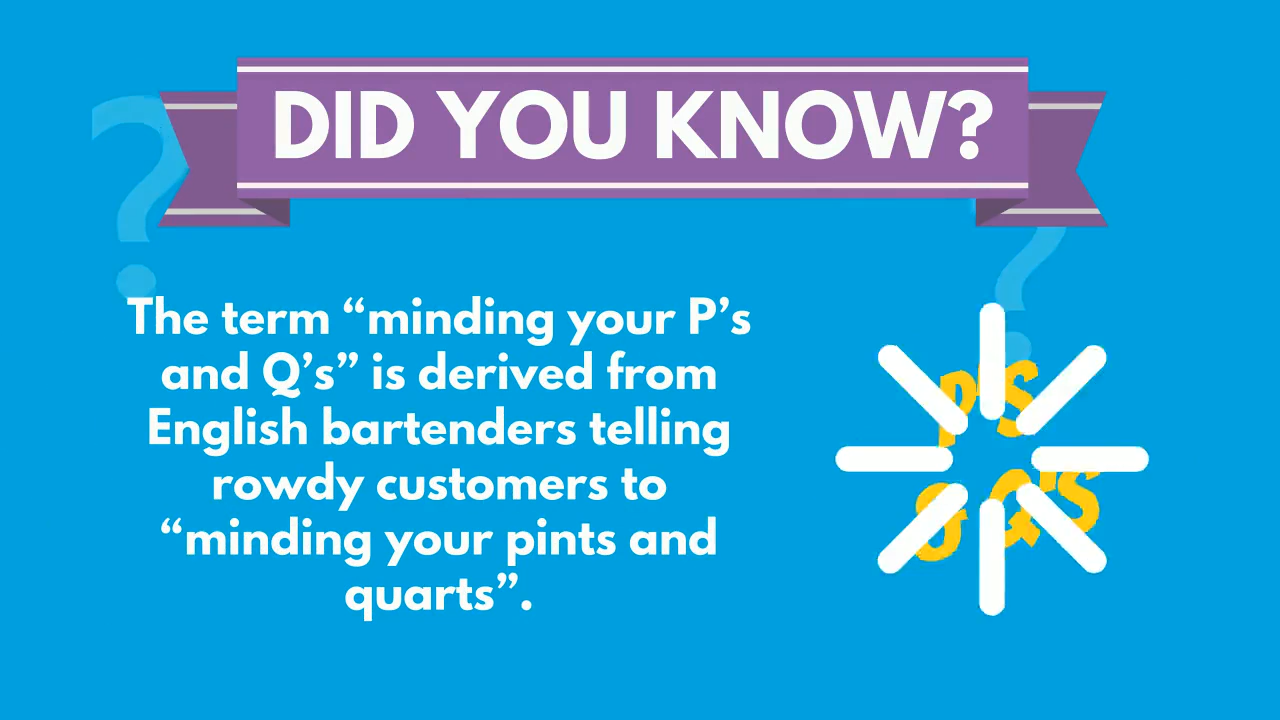 DID YOU KNOW?
The term “minding your P’s
and Q’s” is derived from
English bartenders telling
rowdy customers to
“minding your pints and
quarts”.
P'S
& Q'S